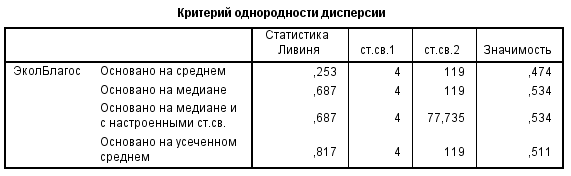 Критерий однородности дисперсии
Статистика Ливиня ст.св.1 ст.св.2 Значимость
ЭколБлагос Основано на среднем ,253 4 119 ,474
Основано на медиане ,687 4 119 ,534
Основано на медиане и с настроенными ст.св. ,687 4 77,735 ,534
Основано на усеченном среднем ,817 4 119 ,511